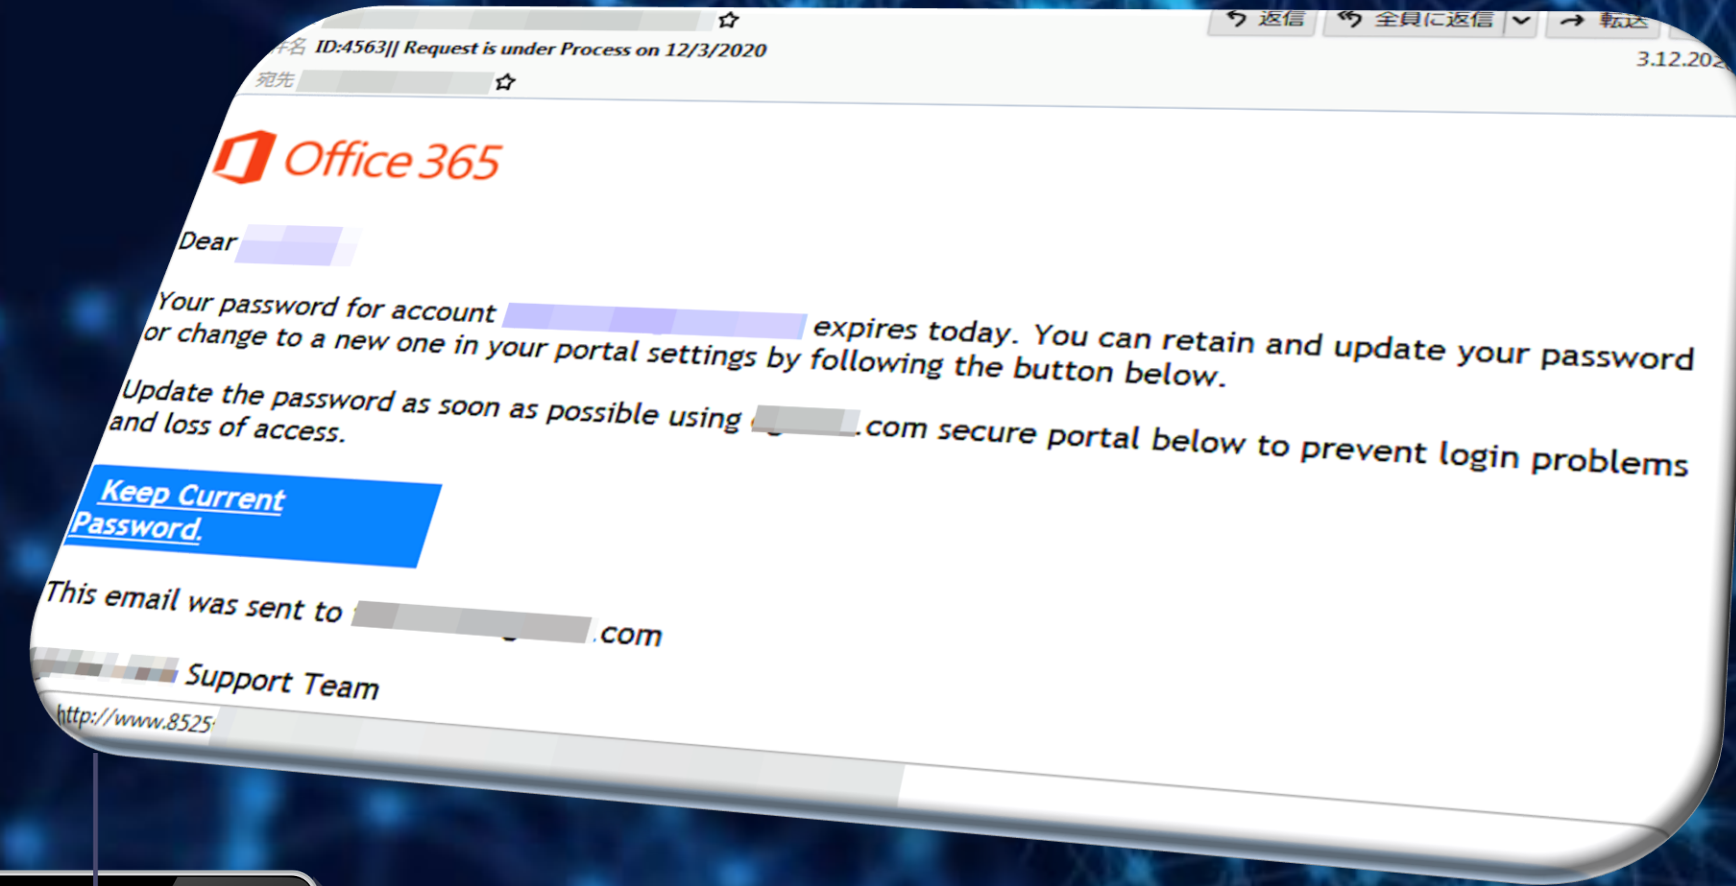 返信 全員に返信 転送
件名 ID:4563|| Request is under Process on 12/3/2020
3.12.202
宛先
Office 365
Dear
Your password for account expires today. You can retain and update your password
or change to a new one in your portal settings by following the button below.
Update the password as soon as possible using .com secure portal below to prevent login problems
and loss of access.
Keep Current
Password.
This email was sent to .com
Support Team
http://www.8525